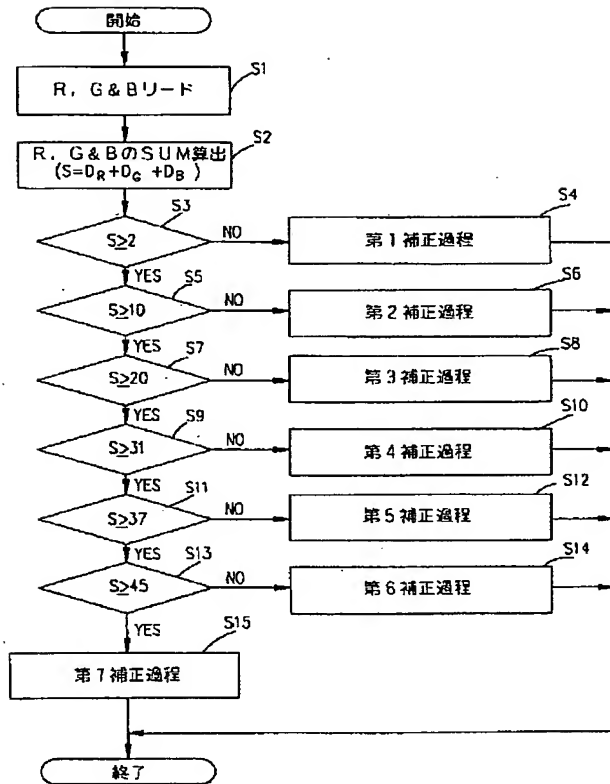 開始
S1
R，G&Bリード
S2
R，G&BのSUM算出
(S=DR+DG +DB )
S3
S≥2
NO
S4
第1補正過程
YES
S5
S≥10
NO
S6
第2補正過程
YES
S7
S≥20
NO
S8
第3補正過程
YES
S9
S≥31
NO
S10
第4補正過程
YES
S11
S≥37
NO
S12
第5補正過程
YES
S13
S≥45
NO
S14
第6補正過程
YES
S15
第7補正過程
終了